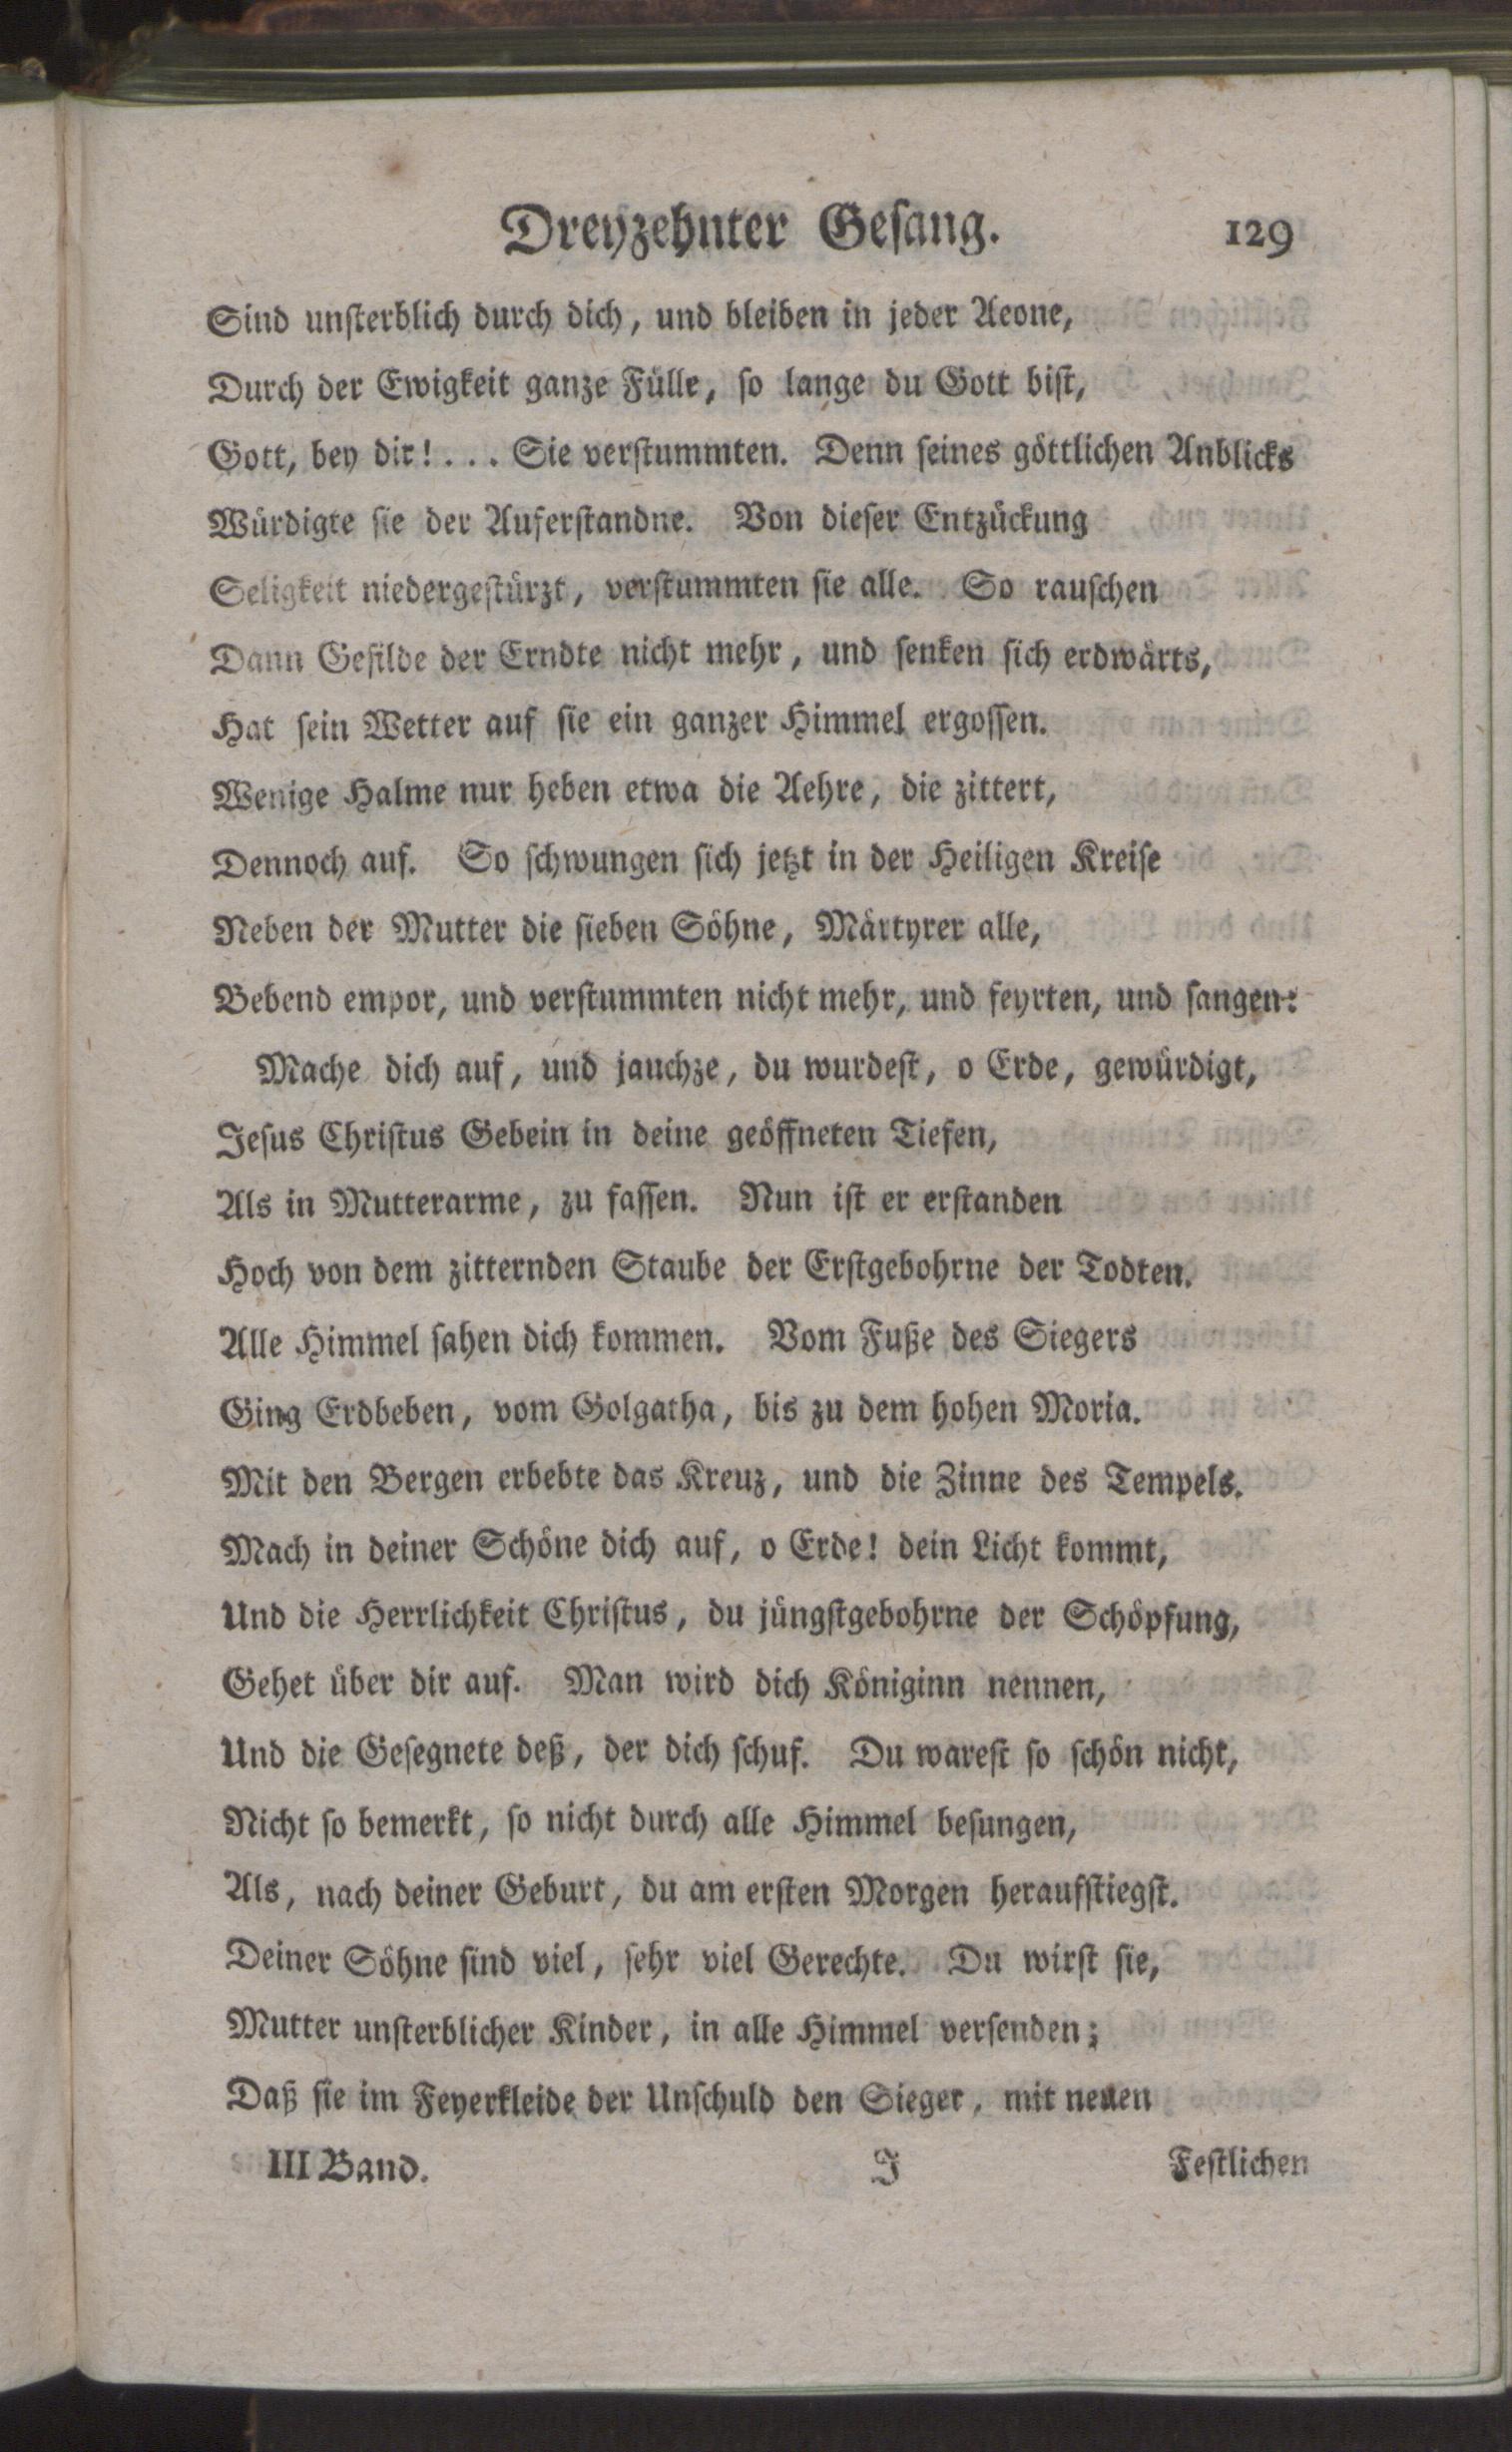 Dreyzehnter Gesang. 129
Sind unsterblich durch dich, und bleiben in jeder Aeone,
Durch der Ewigkeit ganze Fülle, so lange du Gott bist,
Gott, bey dir! . . . Sie verstummten. Denn seines göttlichen Anblicks
Würdigte sie der Auferstandne. Von dieser Entzückung
Seligkeit niedergestürzt, verstummten sie alle. So rauschen
Dann Gefilde der Erndte nicht mehr, und senken sich erdwärts,
Hat sein Wetter auf sie ein ganzer Himmel ergossen.
Wenige Halme nur heben etwa die Aehre, die zittert,
Dennoch auf. So schwungen sich jetzt in der Heiligen Kreise
Neben der Mutter die sieben Söhne, Märtyrer alle,
Bebend empor, und verstummten nicht mehr, und feyrten, und sangen:
Mache dich auf, und jauchze, du wurdest, o Erde, gewürdigt,
Jesus Christus Gebein in deine geöffneten Tiefen,
Als in Mutterarme, zu fassen. Nun ist er erstanden
Hoch von dem zitternden Staube der Erstgebohrne der Todten.
Alle Himmel sahen dich kommen. Vom Fuße des Siegers
Ging Erdbeben, vom Golgatha, bis zu dem hohen Moria.
Mit den Bergen erbebte das Kreuz, und die Zinne des Tempels.
Mach in deiner Schöne dich auf, o Erde! dein Licht kommt,
Und die Herrlichkeit Christus, du jüngstgebohrne der Schöpfung,
Gehet über dir auf. Man wird dich Königinn nennen,
Und die Gesegnete deß, der dich schuf. Du warest so schön nicht,
Nicht so bemerkt, so nicht durch alle Himmel besungen,
Als, nach deiner Geburt, du am ersten Morgen heraufstiegst.
Deiner Söhne sind viel, sehr viel Gerechte. Du wirst sie,
Mutter unsterblicher Kinder, in alle Himmel versenden;
Daß sie im Feyerkleide der Unschuld den Sieger, mit neuen
III Band. J Festlichen